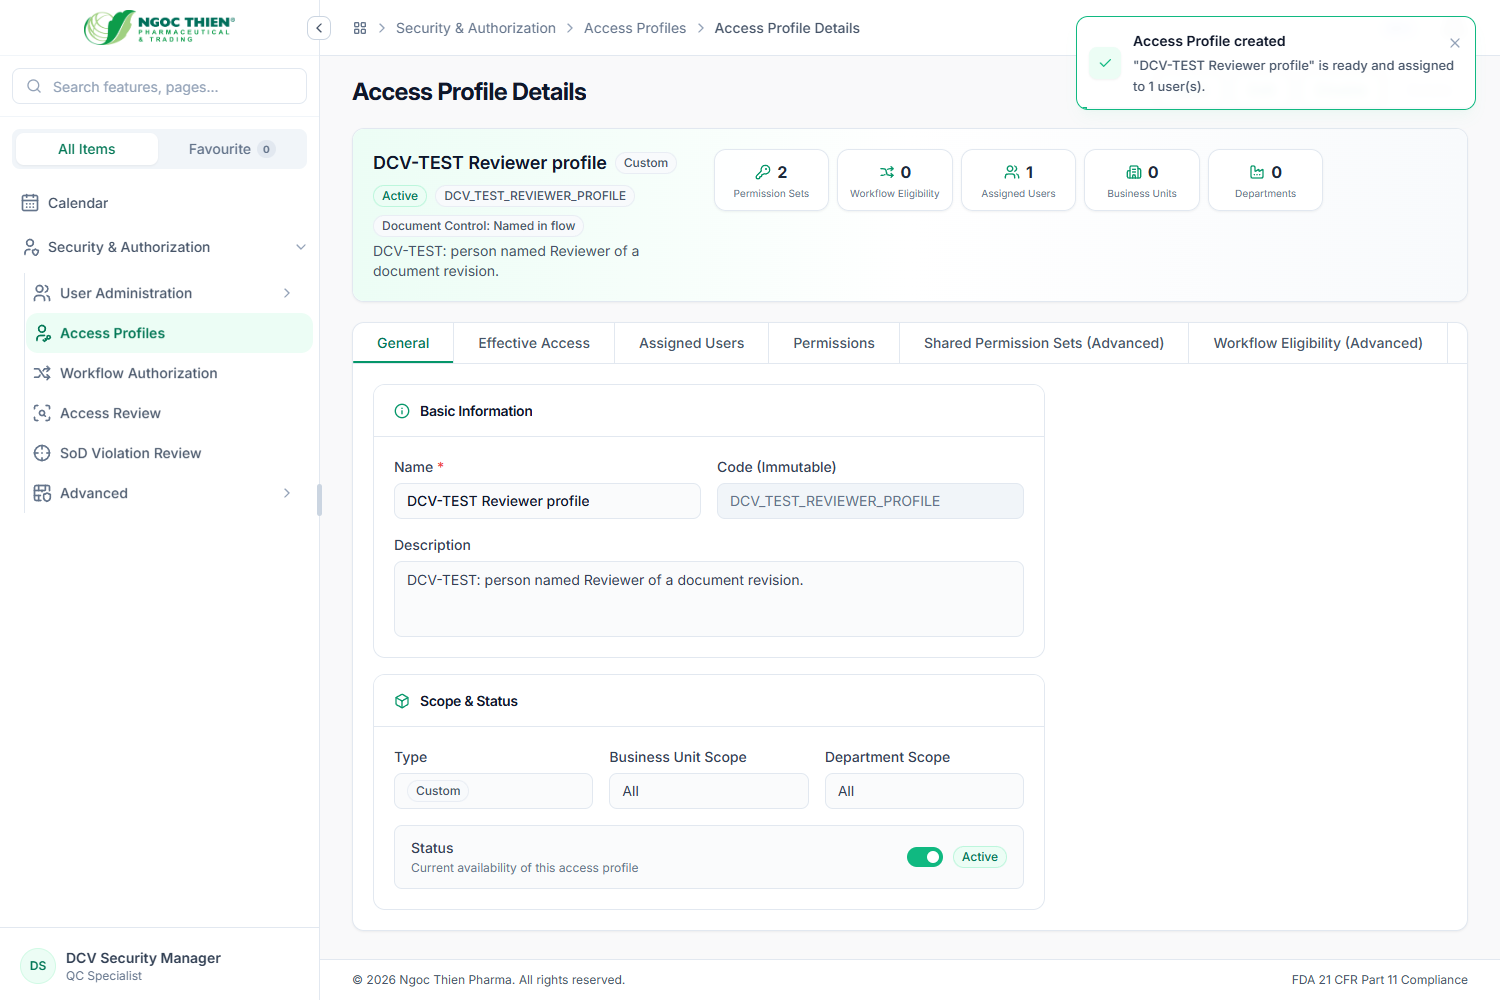 NGOC THIEN®
PHARMACEUTICAL
& TRADING
Security & Authorization
Access Profiles
Access Profile Details
Access Profile created
"DCV-TEST Reviewer profile" is ready and assigned
to 1 user(s).
Search features, pages...
All Items
Favourite 0
Calendar
Security & Authorization
User Administration
Access Profiles
Workflow Authorization
Access Review
SoD Violation Review
Advanced
DS
DCV Security Manager
QC Specialist
Access Profile Details
DCV-TEST Reviewer profile
Custom
Active
DCV_TEST_REVIEWER_PROFILE
Document Control: Named in flow
DCV-TEST: person named Reviewer of a
document revision.
2
Permission Sets
0
Workflow Eligibility
1
Assigned Users
0
Business Units
0
Departments
General
Effective Access
Assigned Users
Permissions
Shared Permission Sets (Advanced)
Workflow Eligibility (Advanced)
Basic Information
Name *
DCV-TEST Reviewer profile
Code (Immutable)
DCV_TEST_REVIEWER_PROFILE
Description
DCV-TEST: person named Reviewer of a document revision.
Scope & Status
Type
Custom
Business Unit Scope
All
Department Scope
All
Status
Current availability of this access profile
Active
© 2026 Ngoc Thien Pharma. All rights reserved.
FDA 21 CFR Part 11 Compliance